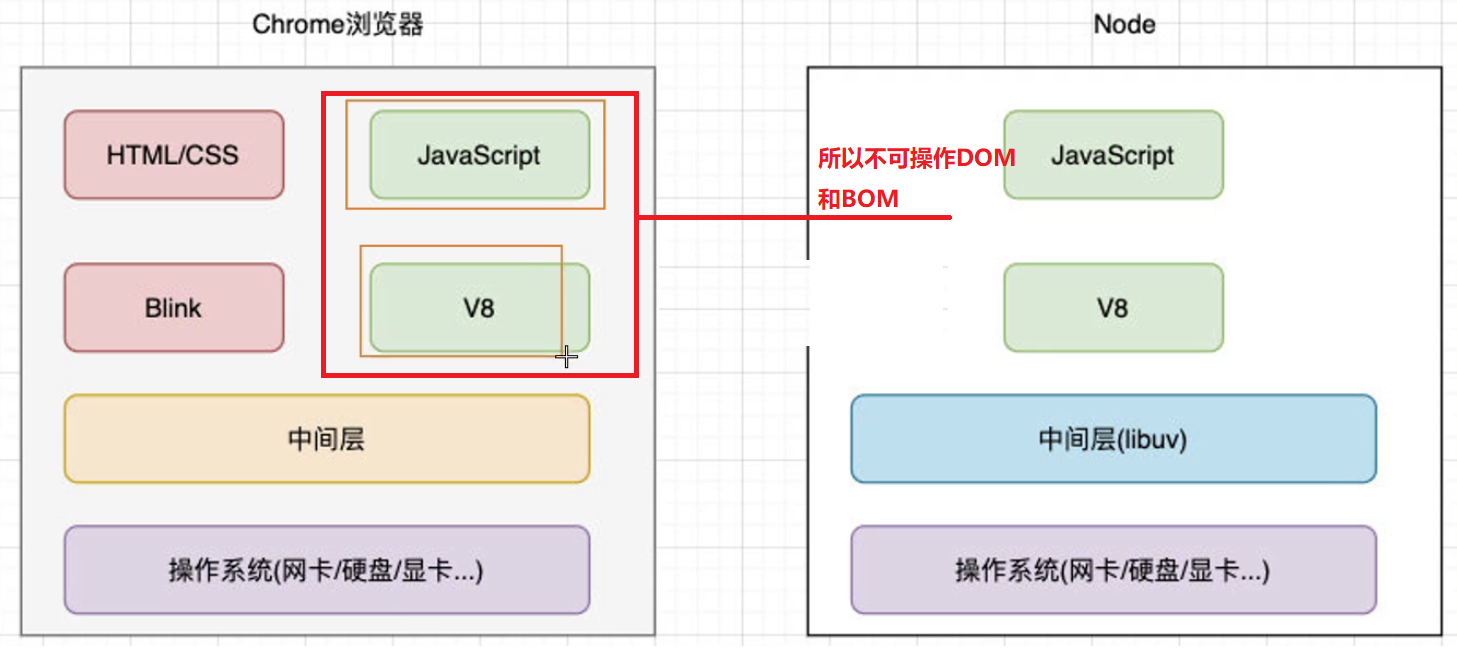 Chrome浏览器
HTML/CSS
JavaScript
Blink
V8
中间层
操作系统(网卡/硬盘/显卡...)
Node
所以不可操作DOM
和BOM
JavaScript
V8
中间层(libuv)
操作系统(网卡/硬盘/显卡...)